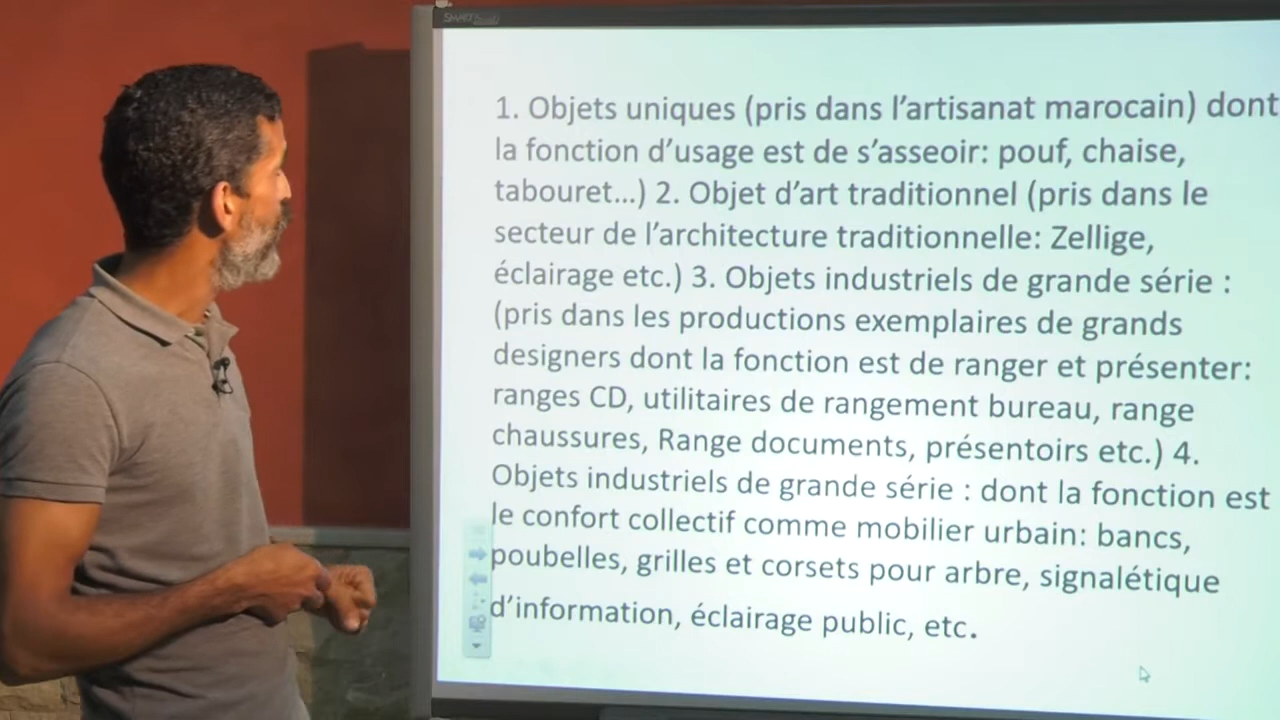 SMART
1. Objets uniques (pris dans l’artisanat marocain) dont
la fonction d’usage est de s’asseoir: pouf, chaise,
tabouret...) 2. Objet d’art traditionnel (pris dans le
secteur de l’architecture traditionnelle: Zellige,
éclairage etc.) 3. Objets industriels de grande série :
(pris dans les productions exemplaires de grands
designers dont la fonction est de ranger et présenter:
ranges CD, utilitaires de rangement bureau, range
chaussures, Range documents, présentoirs etc.) 4.
Objets industriels de grande série : dont la fonction est
le confort collectif comme mobilier urbain: bancs,
poubelles, grilles et corsets pour arbre, signalétique
d’information, éclairage public, etc.